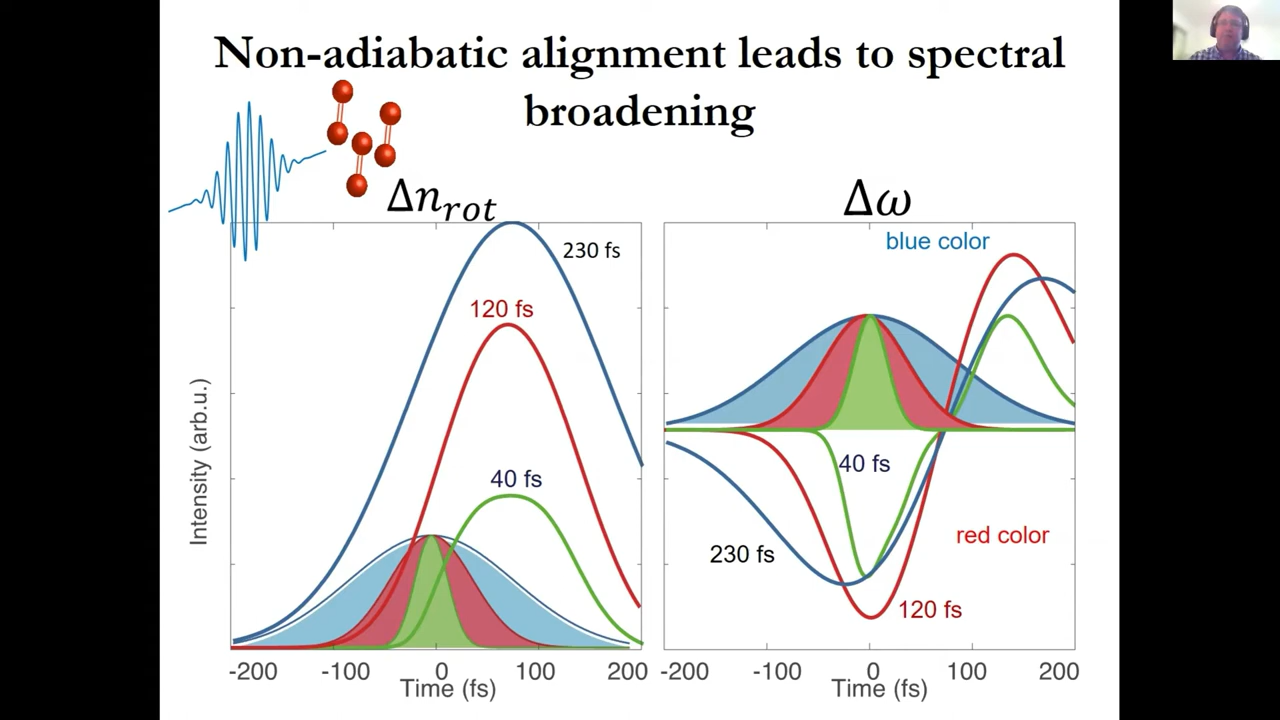 Non-adiabatic alignment leads to spectral
broadening
Δn_rot
Δω
230 fs
120 fs
40 fs
Intensity (arb.u.)
-200 -100 0 100 200
Time (fs)
blue color
40 fs
red color
230 fs
120 fs
-200 -100 0 100 200
Time (fs)